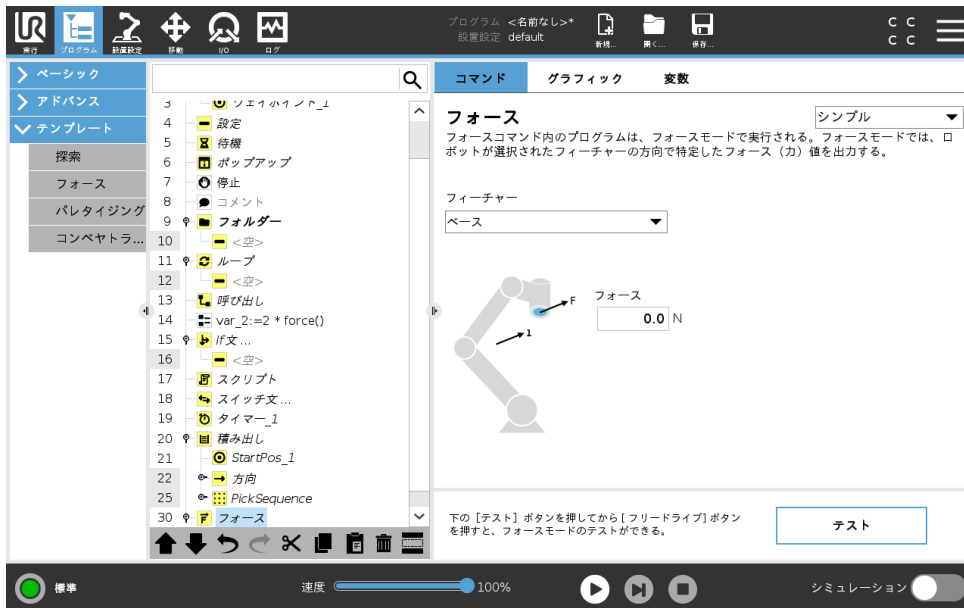 プログラム <名前なし>*
設置設定 default
C C
C C
実行 プログラム 設置設定 移動 I/O ログ 新規... 開く... 保存...
ベーシック
アドバンス
テンプレート
探索
フォース
パレタイジング
コンベヤトラ...
3 ウェイポイント_1
4 設定
5 待機
6 ポップアップ
7 停止
8 コメント
9 フォルダー
10 <空>
11 ループ
12 <空>
13 呼び出し
14 var_2:=2 * force()
15 If文 ...
16 <空>
17 スクリプト
18 スイッチ文 ...
19 タイマー_1
20 積み出し
21 StartPos_1
22 方向
25 PickSequence
30 フォース
コマンド グラフィック 変数
フォース
シンプル
フォースコマンド内のプログラムは、フォースモードで実行される。フォースモードでは、ロ
ボットが選択されたフィーチャーの方向で特定したフォース（力）値を出力する。
フィーチャー
ベース
F
1
フォース
0.0 N
下の [テスト] ボタンを押してから [ フリードライブ] ボタン
を押すと、フォースモードのテストができる。
テスト
標準
速度 100%
シミュレーション